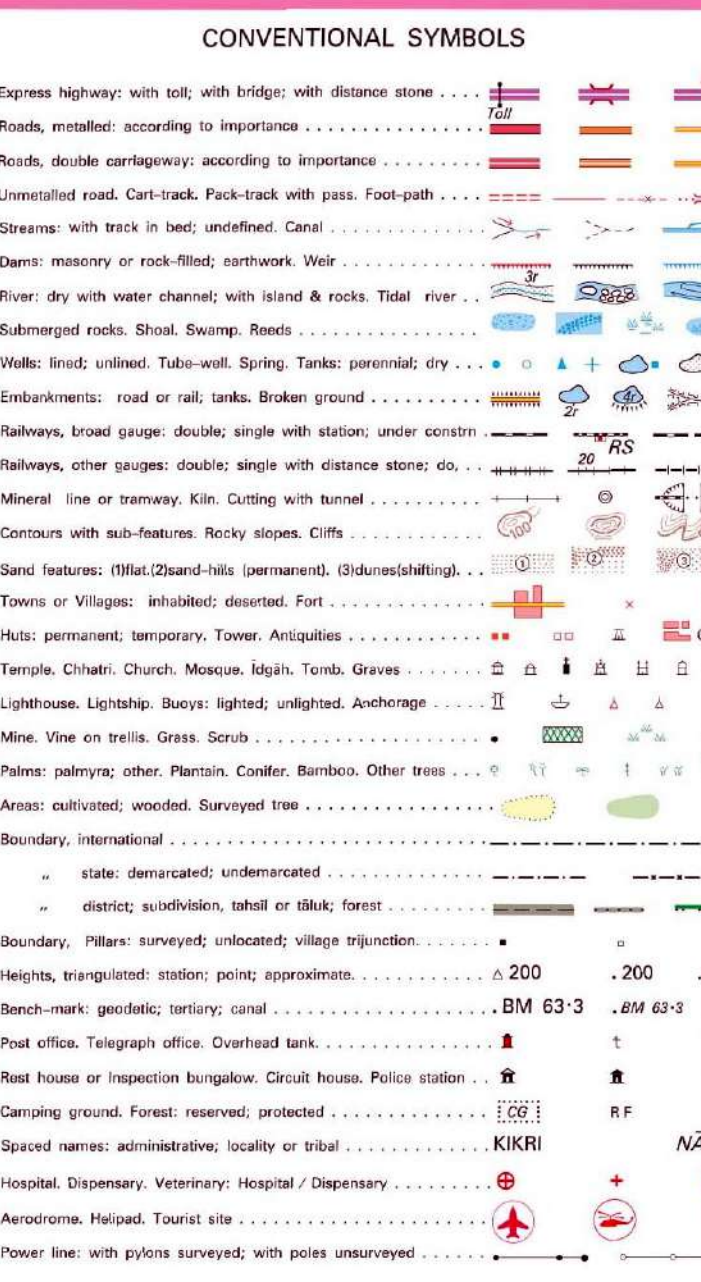 CONVENTIONAL SYMBOLS
Express highway: with toll; with bridge; with distance stone . . . .
Toll
Roads, metalled: according to importance . . . . . . . . . . . . . . .
Roads, double carriageway: according to importance . . . . . . . . .
Unmetalled road. Cart-track. Pack-track with pass. Foot-path . . . .
Streams: with track in bed; undefined. Canal . . . . . . . . . . . . .
Dams: masonry or rock-filled; earthwork. Weir . . . . . . . . . . . .
3r
River: dry with water channel; with island & rocks. Tidal river . .
Submerged rocks. Shoal. Swamp. Reeds . . . . . . . . . . . . . . . .
Wells: lined; unlined. Tube-well. Spring. Tanks: perennial; dry . . .
Embankments: road or rail; tanks. Broken ground . . . . . . . . . .
2r 4r
Railways, broad gauge: double; single with station; under constrn .
RS
Railways, other gauges: double; single with distance stone; do, . .
20
Mineral line or tramway. Kiln. Cutting with tunnel . . . . . . . . . .
Contours with sub-features. Rocky slopes. Cliffs . . . . . . . . . . .
100
Sand features: (1)flat.(2)sand-hills (permanent). (3)dunes(shifting). . .
1 2 3
Towns or Villages: inhabited; deserted. Fort . . . . . . . . . . . . .
Huts: permanent; temporary. Tower. Antiquities . . . . . . . . . . . .
Temple. Chhatri. Church. Mosque. Īdgāh. Tomb. Graves . . . . . . .
Lighthouse. Lightship. Buoys: lighted; unlighted. Anchorage . . . . .
Mine. Vine on trellis. Grass. Scrub . . . . . . . . . . . . . . . . . . .
Palms: palmyra; other. Plantain. Conifer. Bamboo. Other trees . . .
Areas: cultivated; wooded. Surveyed tree . . . . . . . . . . . . . . .
Boundary, international . . . . . . . . . . . . . . . . . . . . . . . . . .
„ state: demarcated; undemarcated . . . . . . . . . . . . .
„ district; subdivision, tahsīl or tāluk; forest . . . . . . . . .
Boundary, Pillars: surveyed; unlocated; village trijunction. . . . . . .
Heights, triangulated: station; point; approximate. . . . . . . . . . . . 200 .200
Bench-mark: geodetic; tertiary; canal . . . . . . . . . . . . . . . . . . .BM 63·3 .BM 63·3
Post office. Telegraph office. Overhead tank. . . . . . . . . . . . . . .
Rest house or Inspection bungalow. Circuit house. Police station . .
Camping ground. Forest: reserved; protected . . . . . . . . . . . . . CG RF
Spaced names: administrative; locality or tribal . . . . . . . . . . . . KIKRI NĀ
Hospital. Dispensary. Veterinary: Hospital / Dispensary . . . . . . . .
Aerodrome. Helipad. Tourist site . . . . . . . . . . . . . . . . . . . . .
Power line: with pylons surveyed; with poles unsurveyed . . . . . .